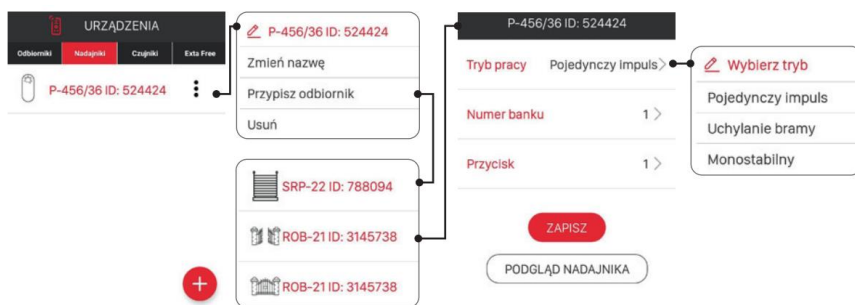 URZĄDZENIA
Odbiorniki Nadajniki Czujniki Exta Free
P-456/36 ID: 524424
P-456/36 ID: 524424
Zmień nazwę
Przypisz odbiornik
Usuń
SRP-22 ID: 788094
ROB-21 ID: 3145738
ROB-21 ID: 3145738
P-456/36 ID: 524424
Tryb pracy Pojedynczy impuls
Numer banku 1
Przycisk 1
ZAPISZ
PODGLĄD NADAJNIKA
Wybierz tryb
Pojedynczy impuls
Uchylanie bramy
Monostabilny